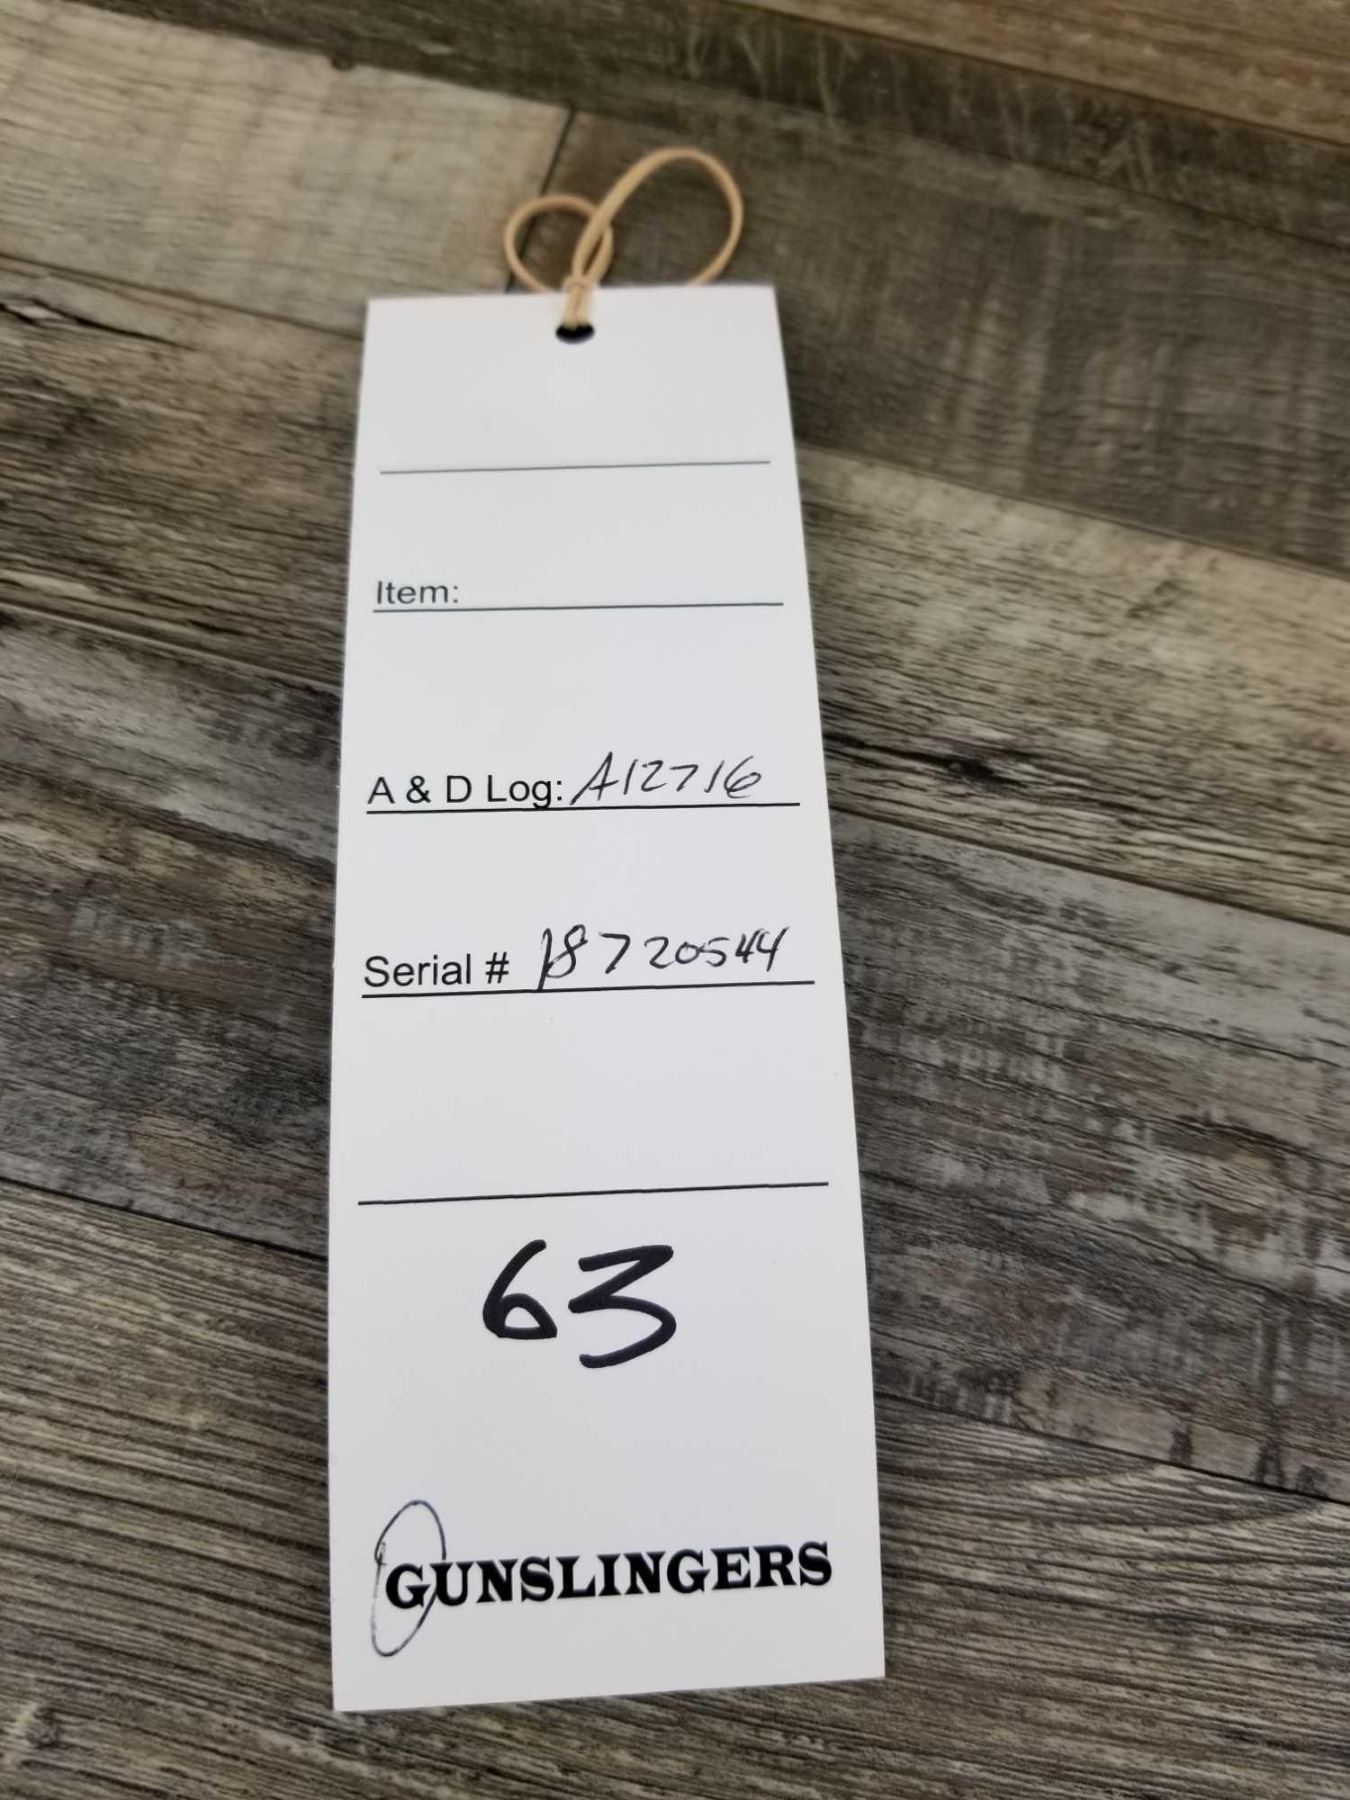 Item:
A & D Log: A12716
Serial # 18720544
63
GUNSLINGERS